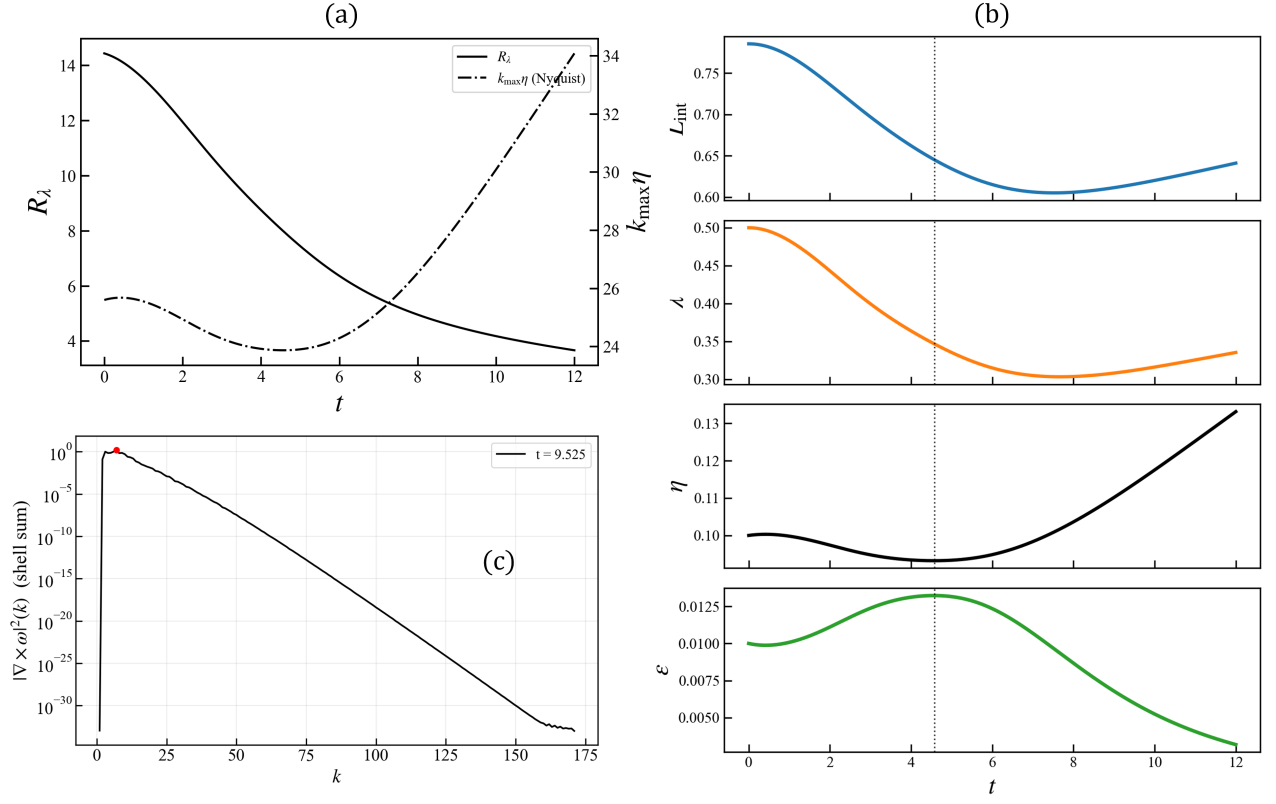 (a)
14
12
10
8
6
4
R_λ
0 2 4 6 8 10 12
t
34
32
30
28
26
24
k_max η
R_λ
k_max η (Nyquist)
(b)
0.75
0.70
0.65
0.60
L_int
0.50
0.45
0.40
0.35
0.30
λ
0.13
0.12
0.11
0.10
η
0.0125
0.0100
0.0075
0.0050
ε
0 2 4 6 8 10 12
t
10^0
10^−5
10^−10
10^−15
10^−20
10^−25
10^−30
|∇ × ω|^2(k) (shell sum)
t = 9.525
(c)
0 25 50 75 100 125 150 175
k